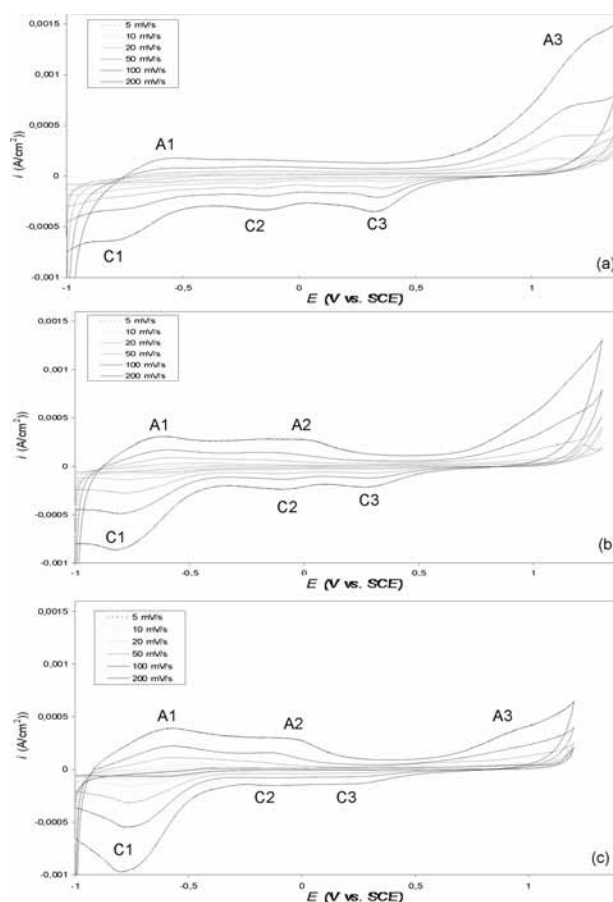 0,0015
0,001
0,0005
0
-0,0005
-0,001
i (A/cm²))
5 mV/s
10 mV/s
20 mV/s
50 mV/s
100 mV/s
200 mV/s
A1
A3
C1
C2
C3
(a)
-1
-0,5
0
0,5
1
E (V vs. SCE)
0,0015
0,001
0,0005
0
-0,0005
-0,001
i (A/cm²))
5 mV/s
10 mV/s
20 mV/s
50 mV/s
100 mV/s
200 mV/s
A1
A2
C1
C2
C3
(b)
-1
-0,5
0
0,5
1
E (V vs. SCE)
0,0015
0,001
0,0005
0
-0,0005
-0,001
i (A/cm²))
5 mV/s
10 mV/s
20 mV/s
50 mV/s
100 mV/s
200 mV/s
A1
A2
A3
C1
C2
C3
(c)
-1
-0,5
0
0,5
1
E (V vs. SCE)